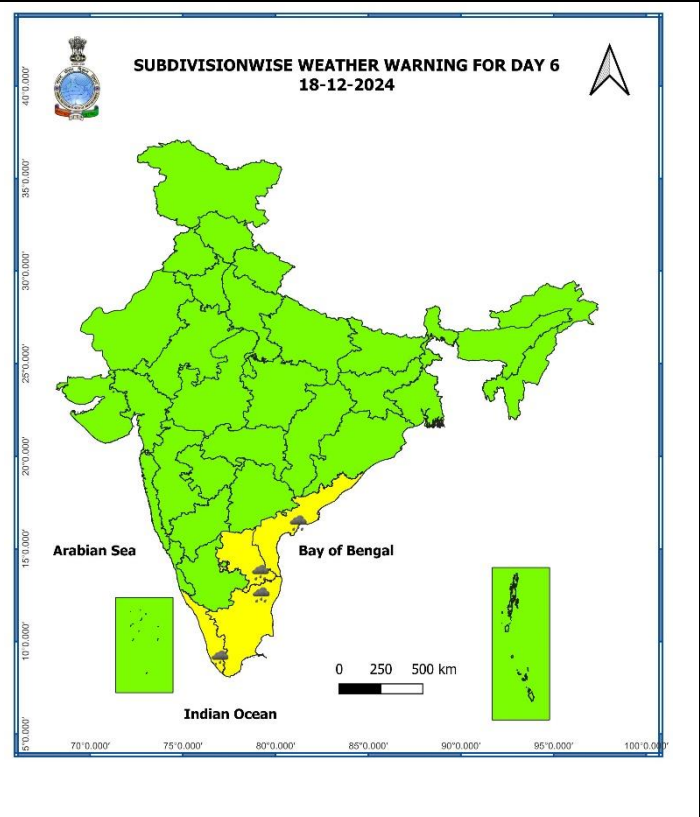 SUBDIVISIONWISE WEATHER WARNING FOR DAY 6
18-12-2024
40°0.000'
35°0.000'
30°0.000'
25°0.000'
20°0.000'
15°0.000'
10°0.000'
5°0.000'
Arabian Sea
Bay of Bengal
0 250 500 km
Indian Ocean
70°0.000' 75°0.000' 80°0.000' 85°0.000' 90°0.000' 95°0.000' 100°0.000'